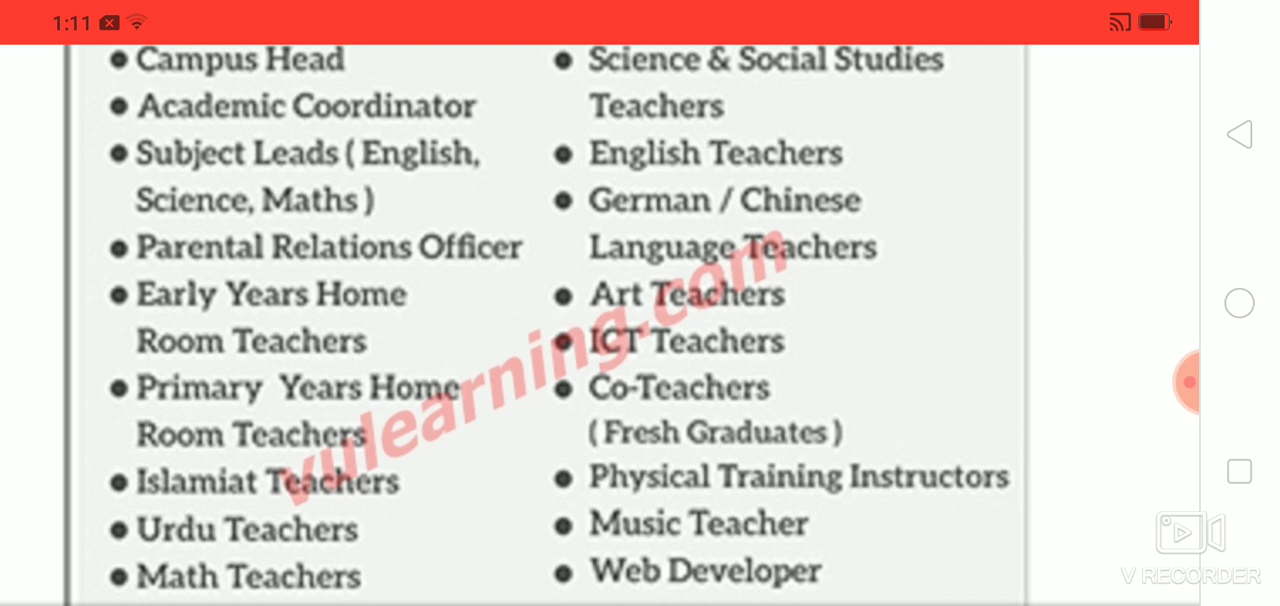 1:11
Campus Head
Academic Coordinator
Subject Leads ( English,
Science, Maths )
Parental Relations Officer
Early Years Home
Room Teachers
Primary Years Home
Room Teachers
Islamiat Teachers
Urdu Teachers
Math Teachers
Science & Social Studies
Teachers
English Teachers
German / Chinese
Language Teachers
Art Teachers
ICT Teachers
Co-Teachers
( Fresh Graduates )
Physical Training Instructors
Music Teacher
Web Developer
vulearning.com
V RECORDER